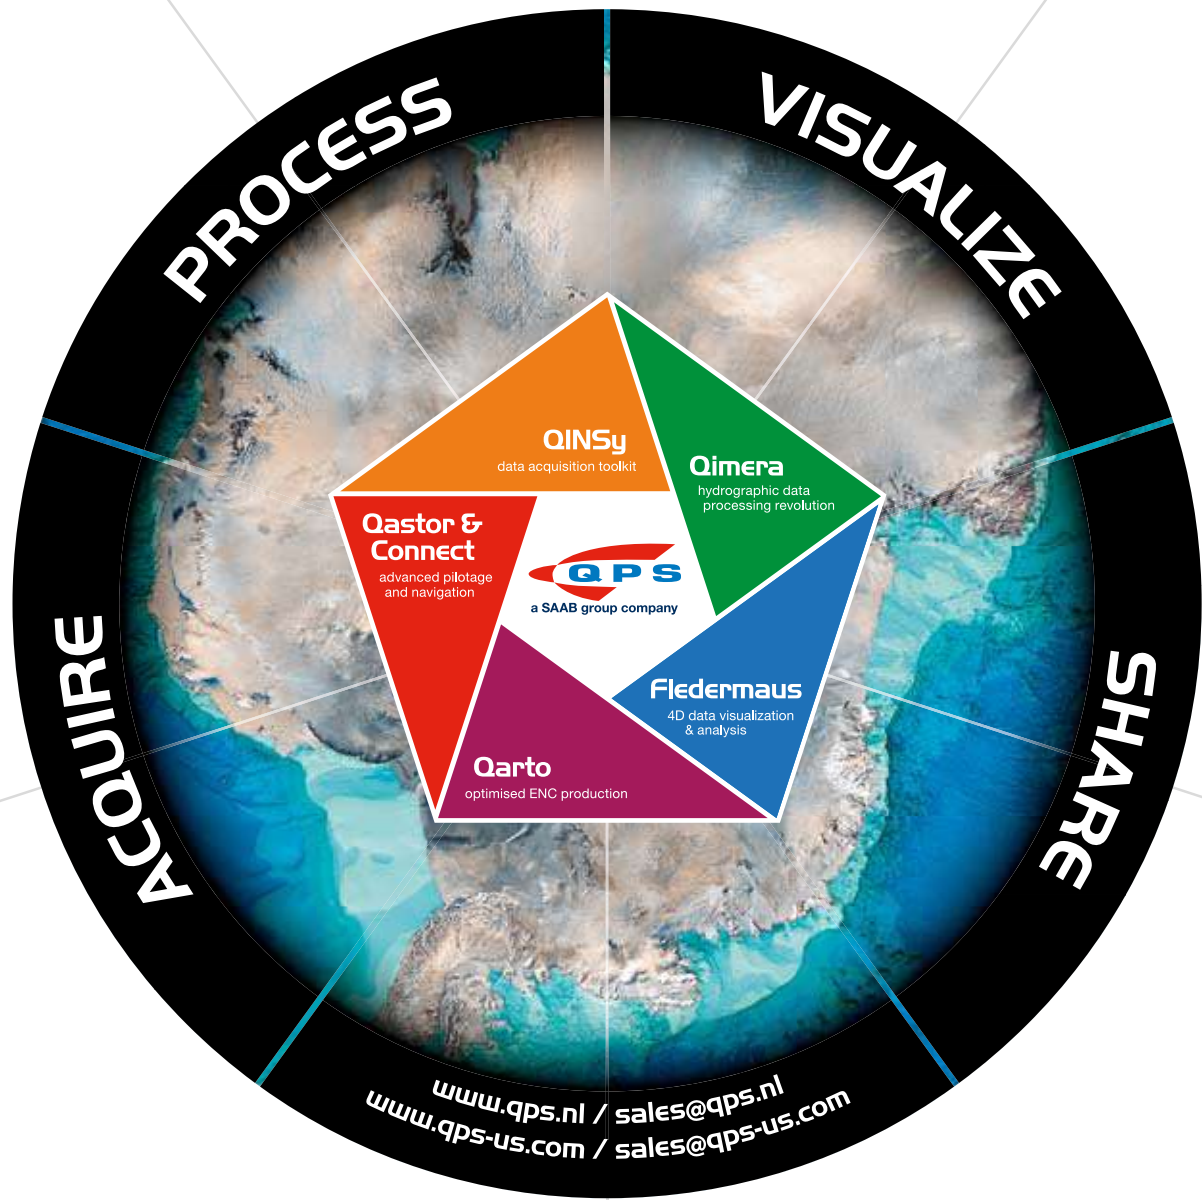 PROCESS
VISUALIZE
QINSy
data acquisition toolkit
Qimera
hydrographic data
processing revolution
Qastor &
Connect
advanced pilotage
and navigation
QPS
a SAAB group company
Fledermaus
4D data visualization
& analysis
Qarto
optimised ENC production
ACQUIRE
SHARE
www.qps.nl / sales@qps.nl
www.qps-us.com / sales@qps-us.com